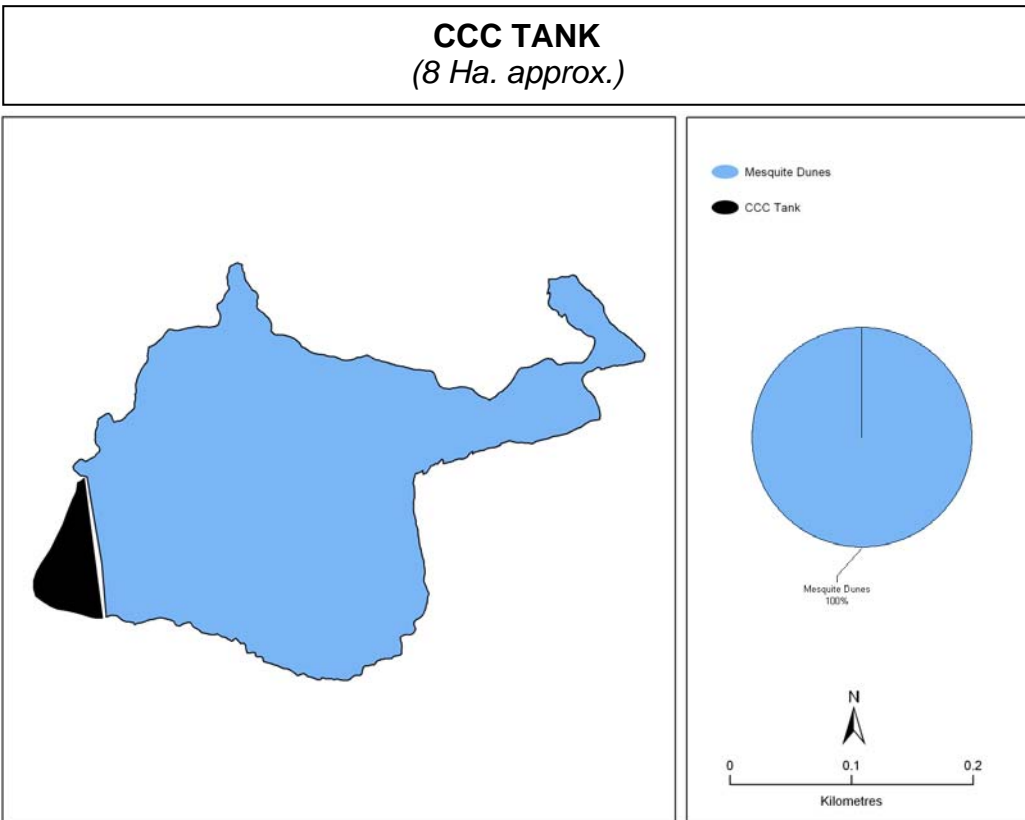 CCC TANK
(8 Ha. approx.)
Mesquite Dunes
CCC Tank
Mesquite Dunes
100%
N
0 0.1 0.2
Kilometres